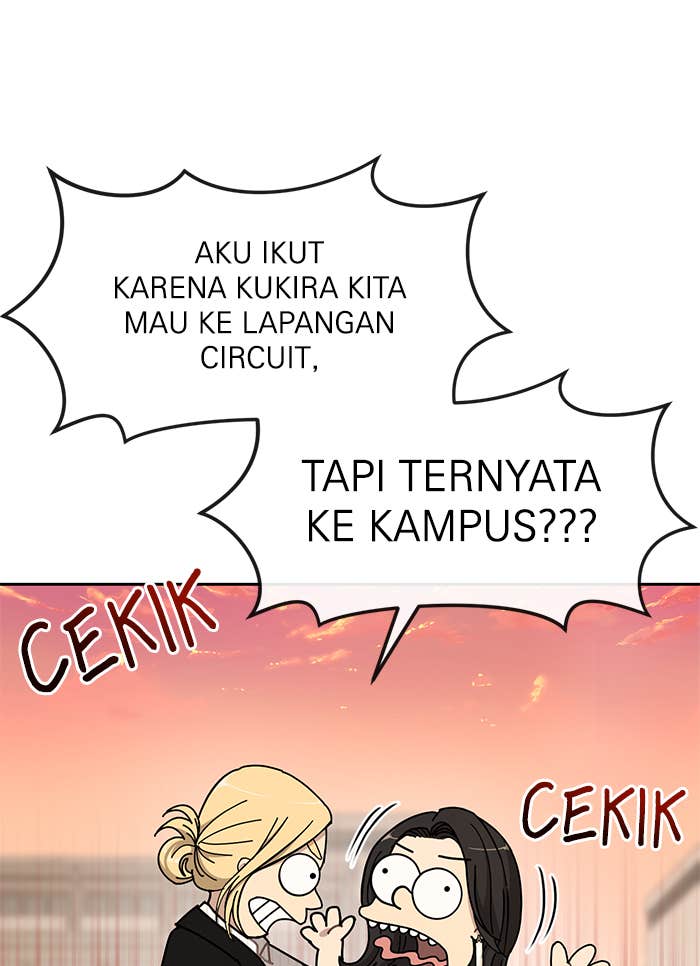 AKU IKUT
KARENA KUKIRA KITA
MAU KE LAPANGAN
CIRCUIT,
TAPI TERNYATA
KE KAMPUS???
CEKIK
CEKIK